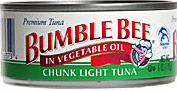 Premium Tuna
BUMBLE BEE
IN VEGETABLE OIL
CHUNK LIGHT TUNA